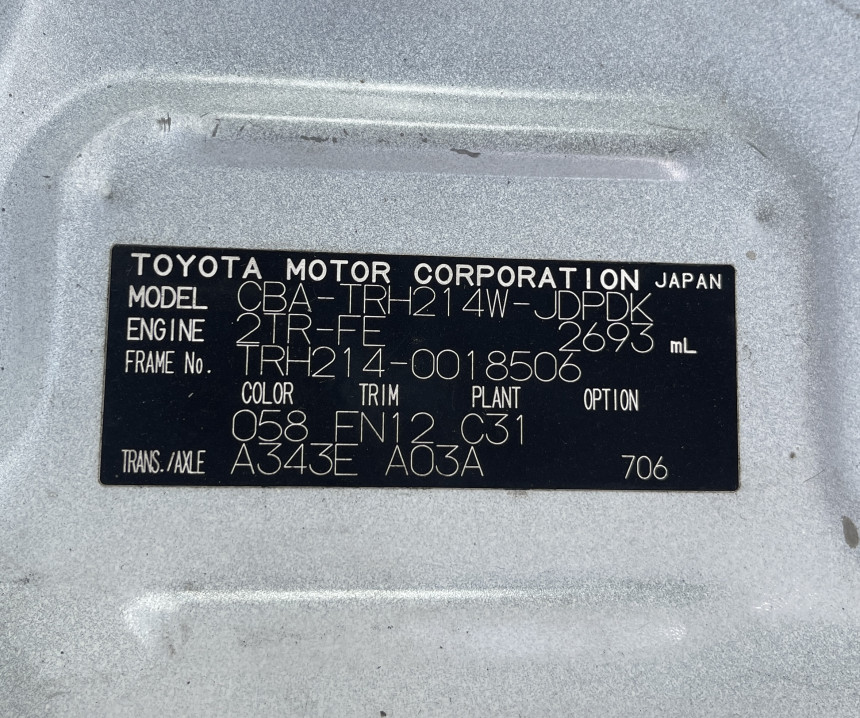 TOYOTA MOTOR CORPORATION JAPAN
MODEL CBA-TRH214W-JDPDK
ENGINE 2TR-FE 2693 mL
FRAME No. TRH214-0018506
COLOR TRIM PLANT OPTION
058 FN12 C31
TRANS./AXLE A343E A03A 706